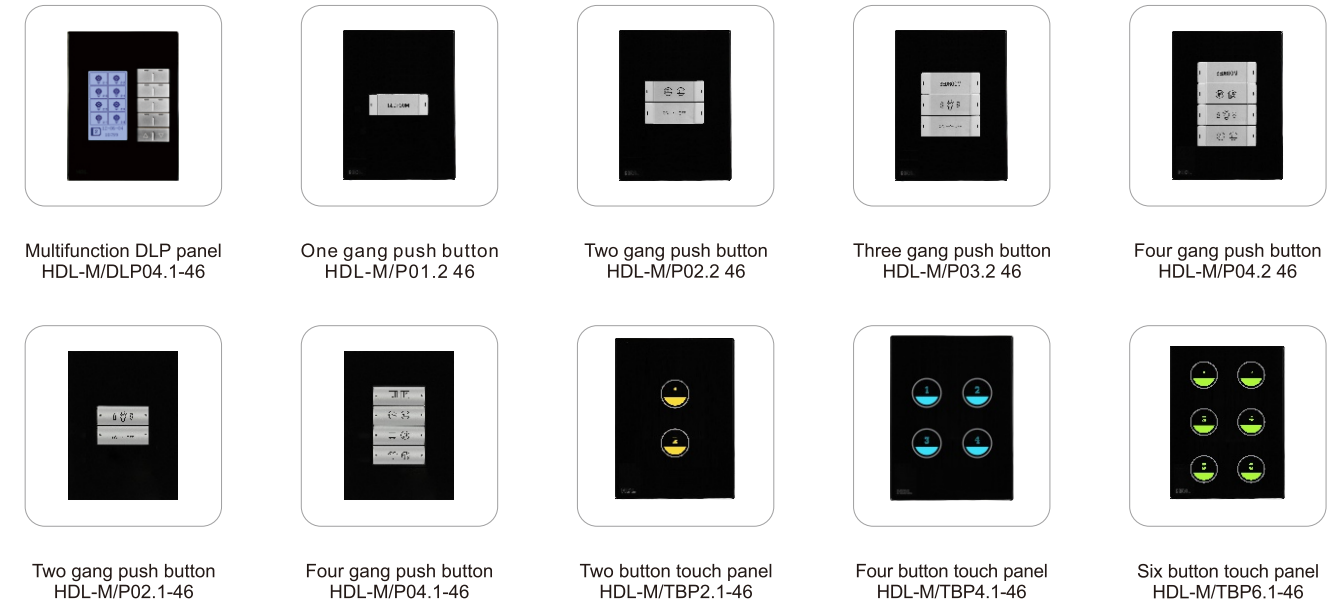 Multifunction DLP panel
HDL-M/DLP04.1-46
One gang push button
HDL-M/P01.2 46
Two gang push button
HDL-M/P02.2 46
Three gang push button
HDL-M/P03.2 46
Four gang push button
HDL-M/P04.2 46
1 2
3 4
Two gang push button
HDL-M/P02.1-46
Four gang push button
HDL-M/P04.1-46
Two button touch panel
HDL-M/TBP2.1-46
Four button touch panel
HDL-M/TBP4.1-46
Six button touch panel
HDL-M/TBP6.1-46